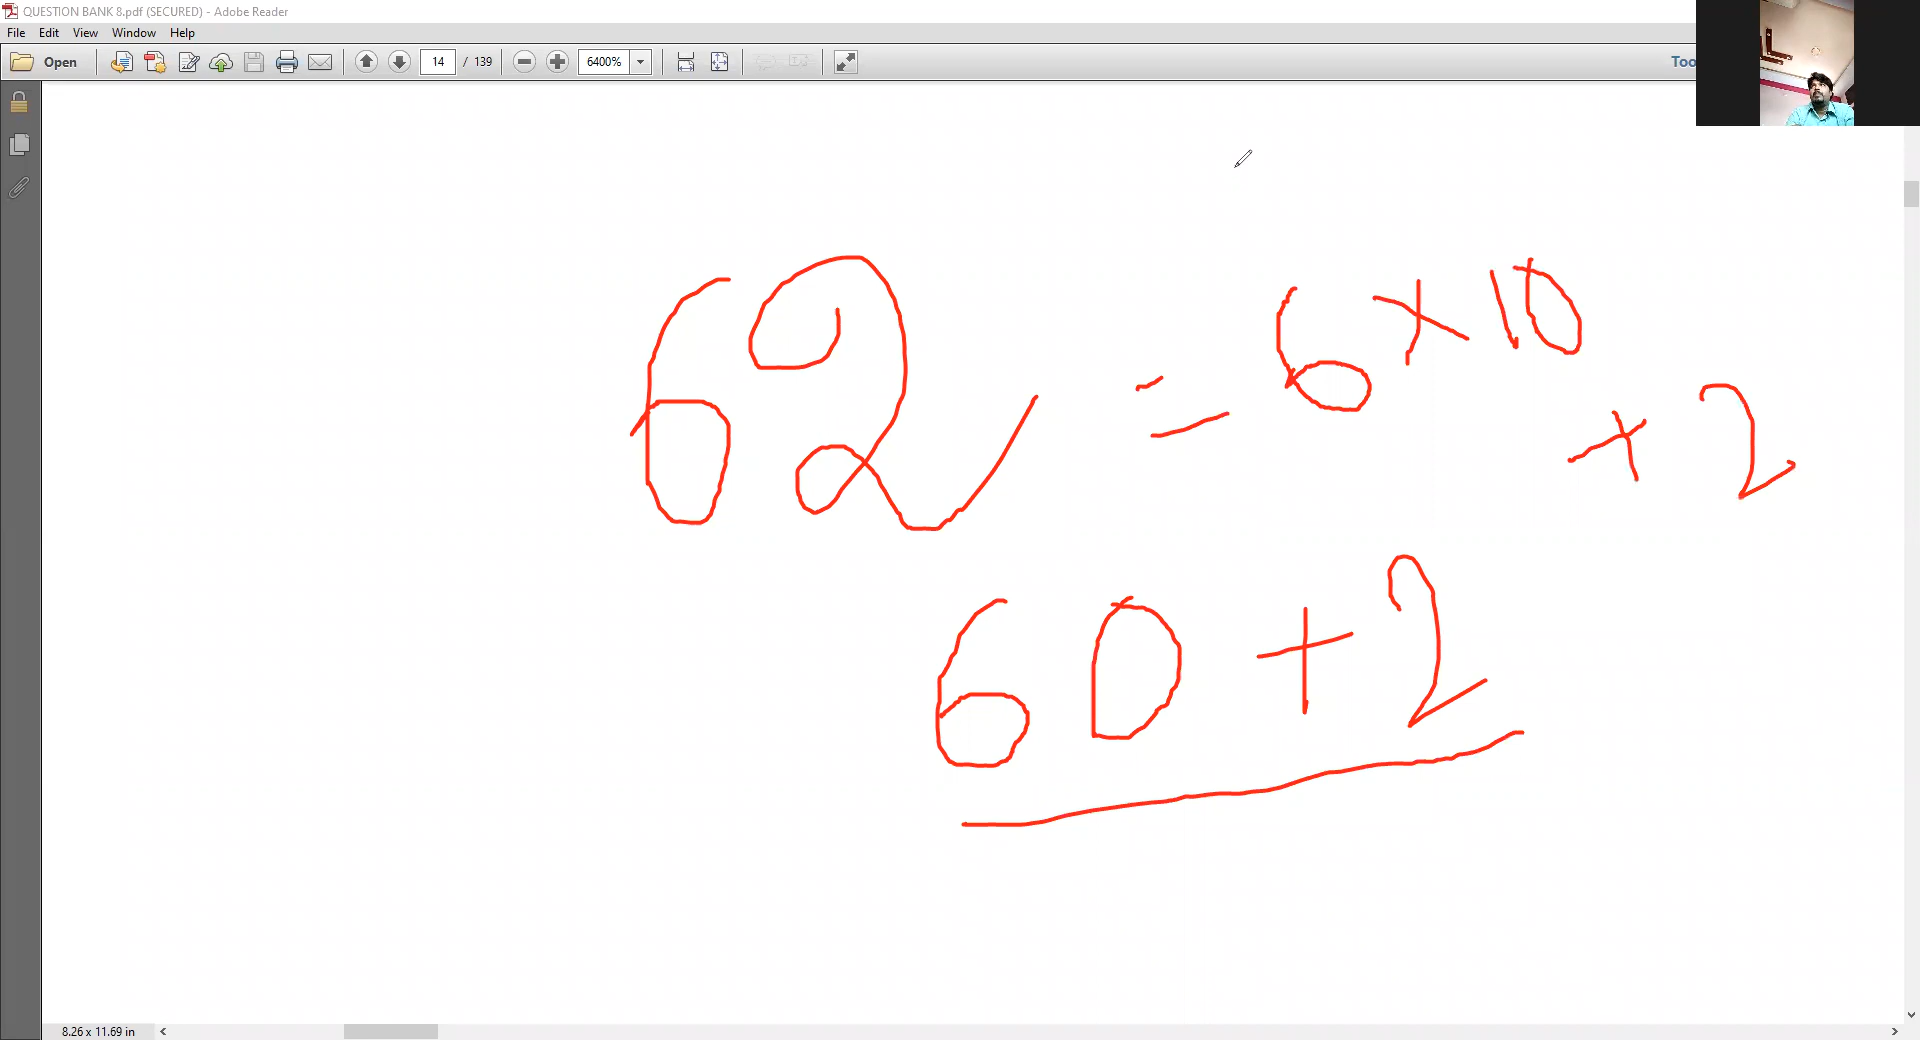 QUESTION BANK 8.pdf (SECURED) - Adobe Reader
File Edit View Window Help
Open 14 / 139 6400% Too
62 = 6 × 10
+ 2
60 + 2
8.26 x 11.69 in